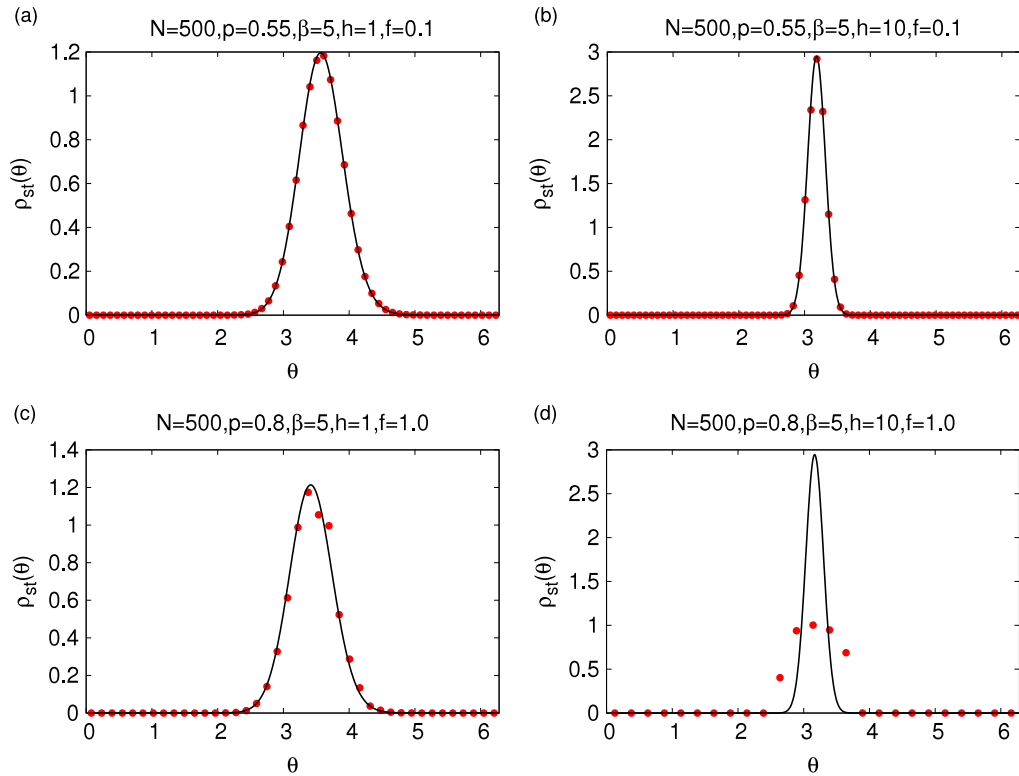 (a)
N=500,p=0.55,β=5,h=1,f=0.1
1.2
1
0.8
0.6
0.4
0.2
0
ρst(θ)
0 1 2 3 4 5 6
θ
(b)
N=500,p=0.55,β=5,h=10,f=0.1
3
2.5
2
1.5
1
0.5
0
ρst(θ)
0 1 2 3 4 5 6
θ
(c)
N=500,p=0.8,β=5,h=1,f=1.0
1.4
1.2
1
0.8
0.6
0.4
0.2
0
ρst(θ)
0 1 2 3 4 5 6
θ
(d)
N=500,p=0.8,β=5,h=10,f=1.0
3
2.5
2
1.5
1
0.5
0
ρst(θ)
0 1 2 3 4 5 6
θ